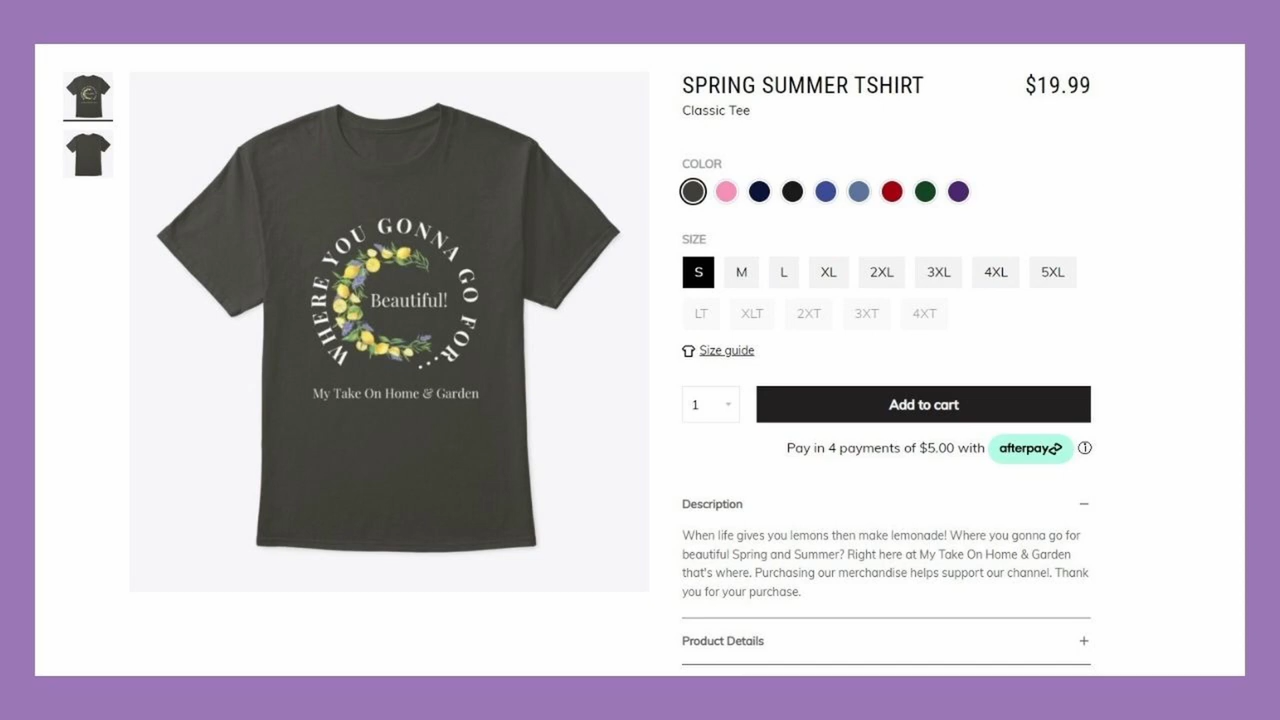 SPRING SUMMER TSHIRT $19.99
Classic Tee
COLOR
SIZE
S M L XL 2XL 3XL 4XL 5XL
LT XLT 2XT 3XT 4XT
Size guide
1 Add to cart
Pay in 4 payments of $5.00 with afterpay
Description
When life gives you lemons then make lemonade! Where you gonna go for
beautiful Spring and Summer? Right here at My Take On Home & Garden
that's where. Purchasing our merchandise helps support our channel. Thank
you for your purchase.
Product Details
WHERE YOU GONNA GO FOR...
Beautiful!
My Take On Home & Garden